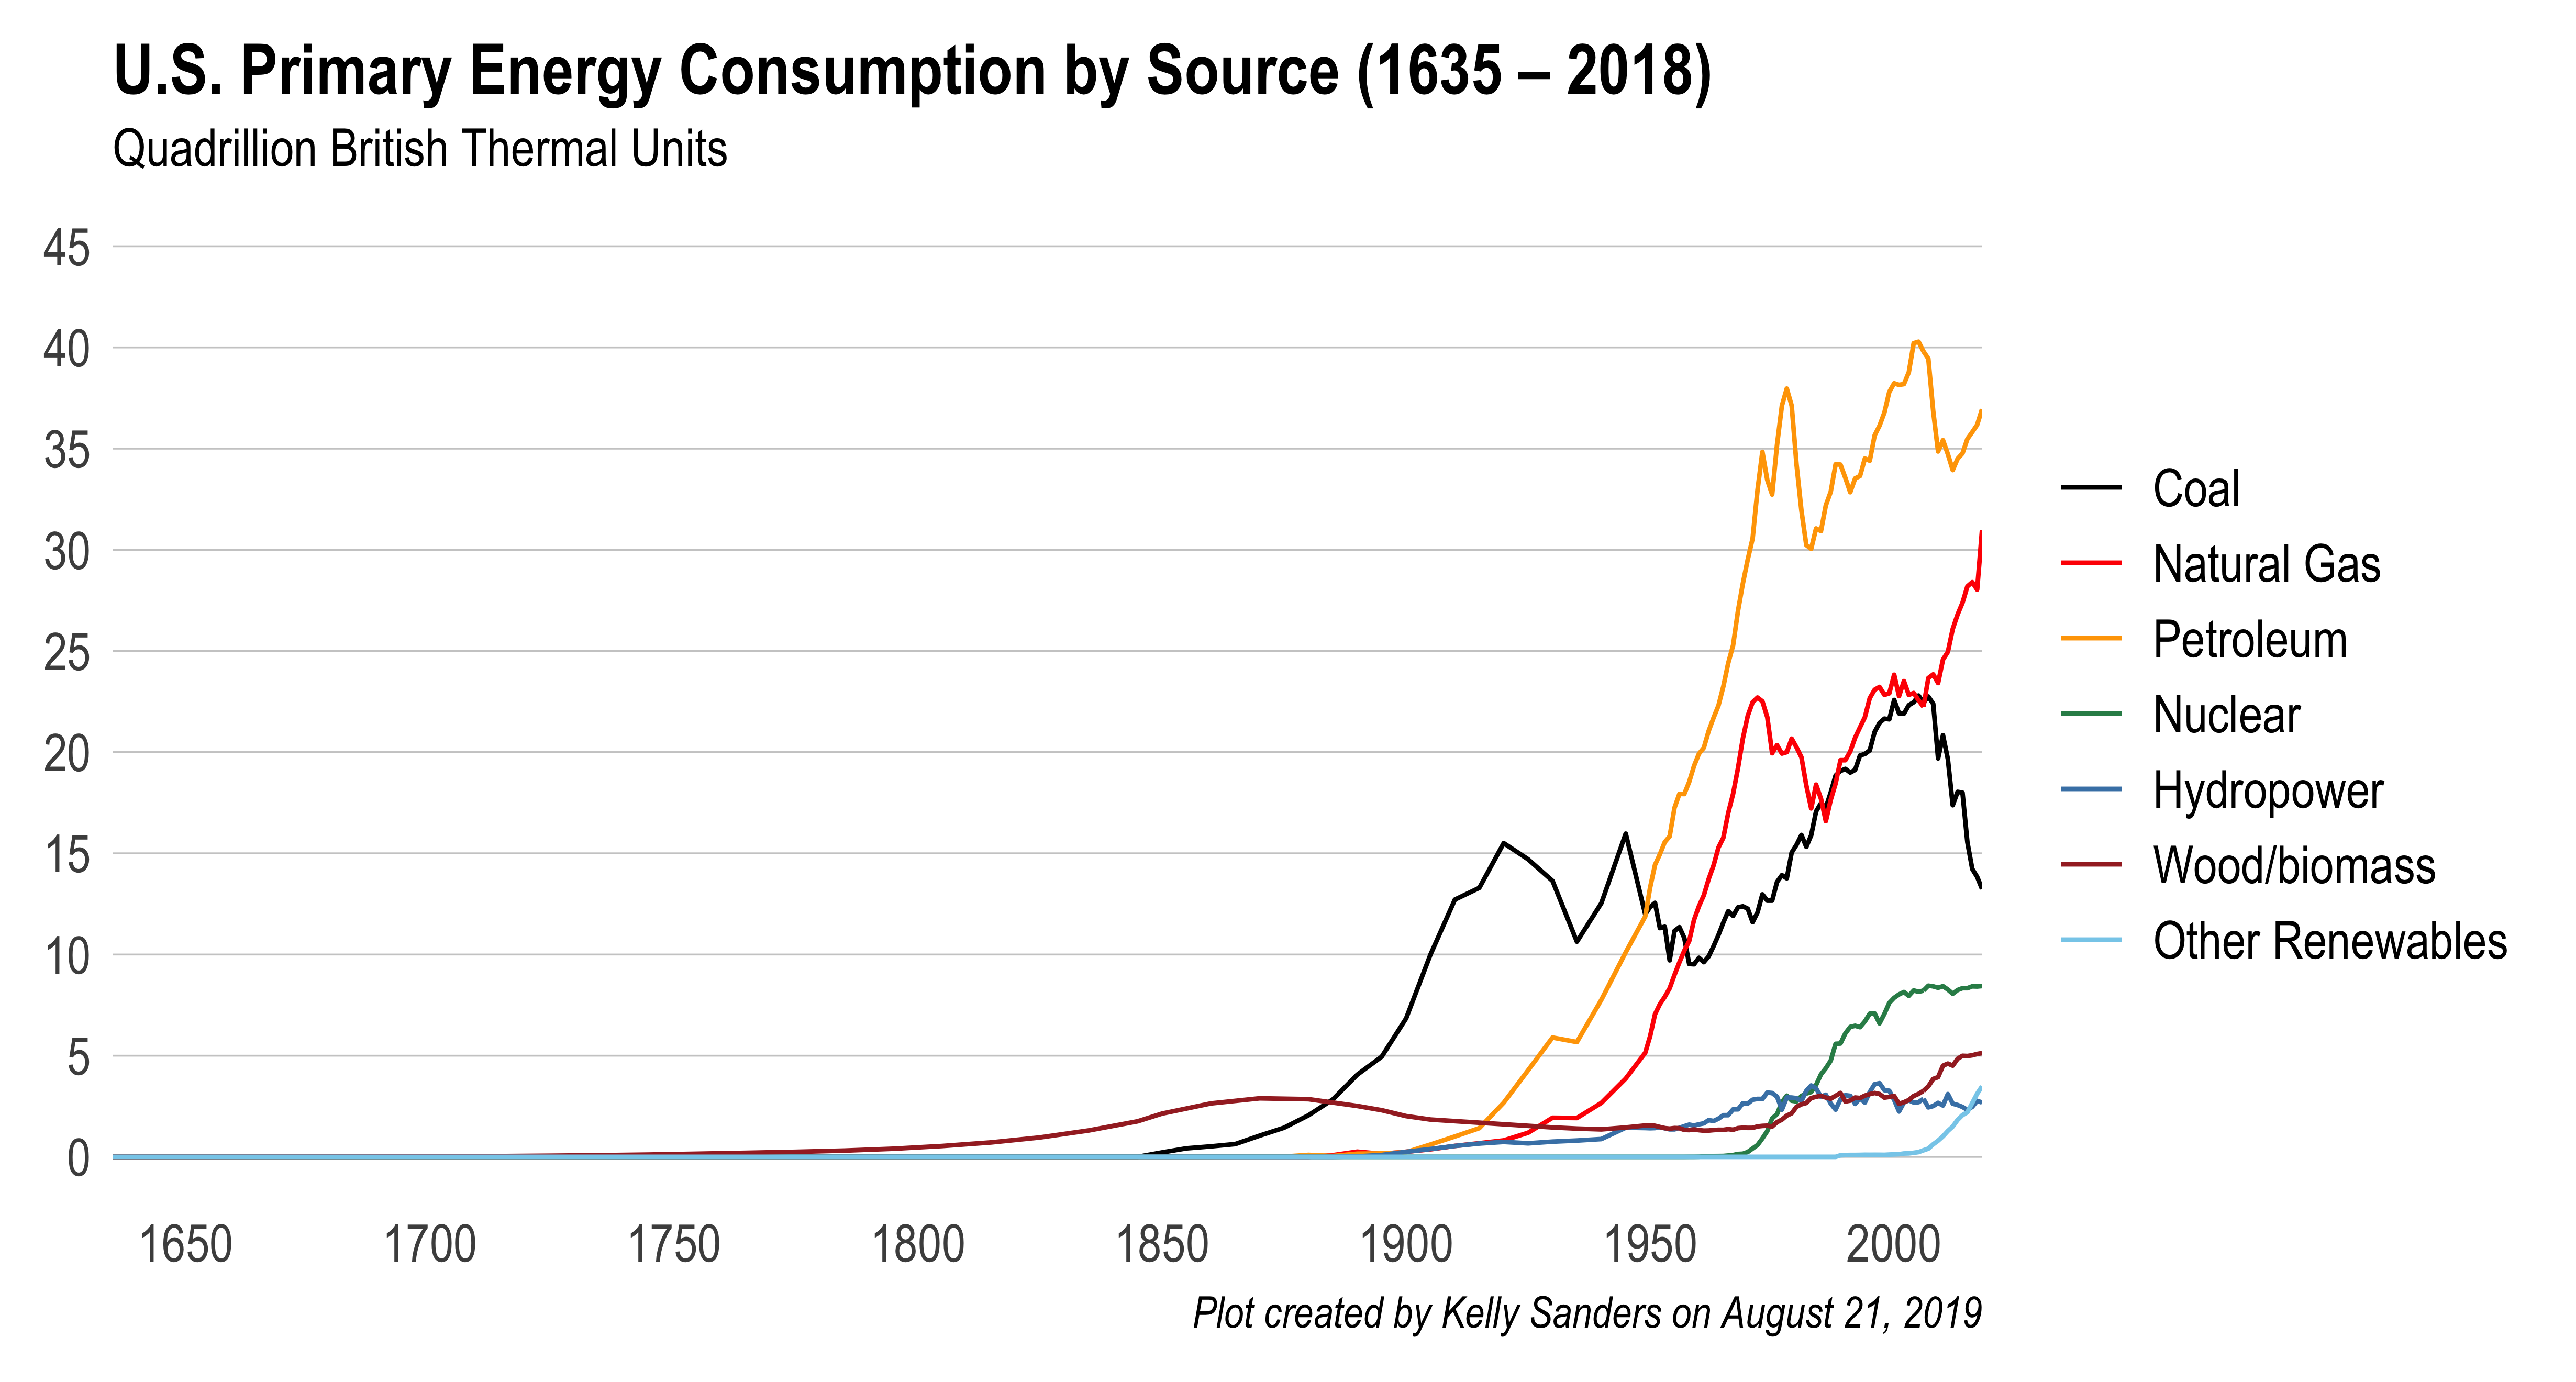 U.S. Primary Energy Consumption by Source (1635 – 2018)
Quadrillion British Thermal Units
45
40
35
30
25
20
15
10
5
0
Coal
Natural Gas
Petroleum
Nuclear
Hydropower
Wood/biomass
Other Renewables
1650 1700 1750 1800 1850 1900 1950 2000
Plot created by Kelly Sanders on August 21, 2019